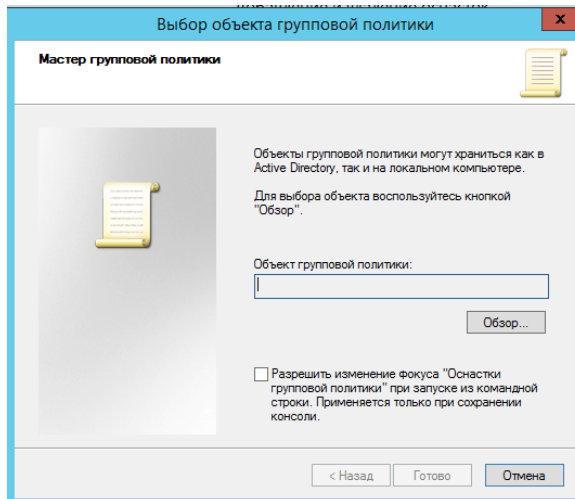 Выбор объекта групповой политики
x
Мастер групповой политики
Объекты групповой политики могут храниться как в
Active Directory, так и на локальном компьютере.
Для выбора объекта воспользуйтесь кнопкой
"Обзор".
Объект групповой политики:
Обзор...
Разрешить изменение фокуса "Оснастки
групповой политики" при запуске из командной
строки. Применяется только при сохранении
консоли.
< Назад
Готово
Отмена